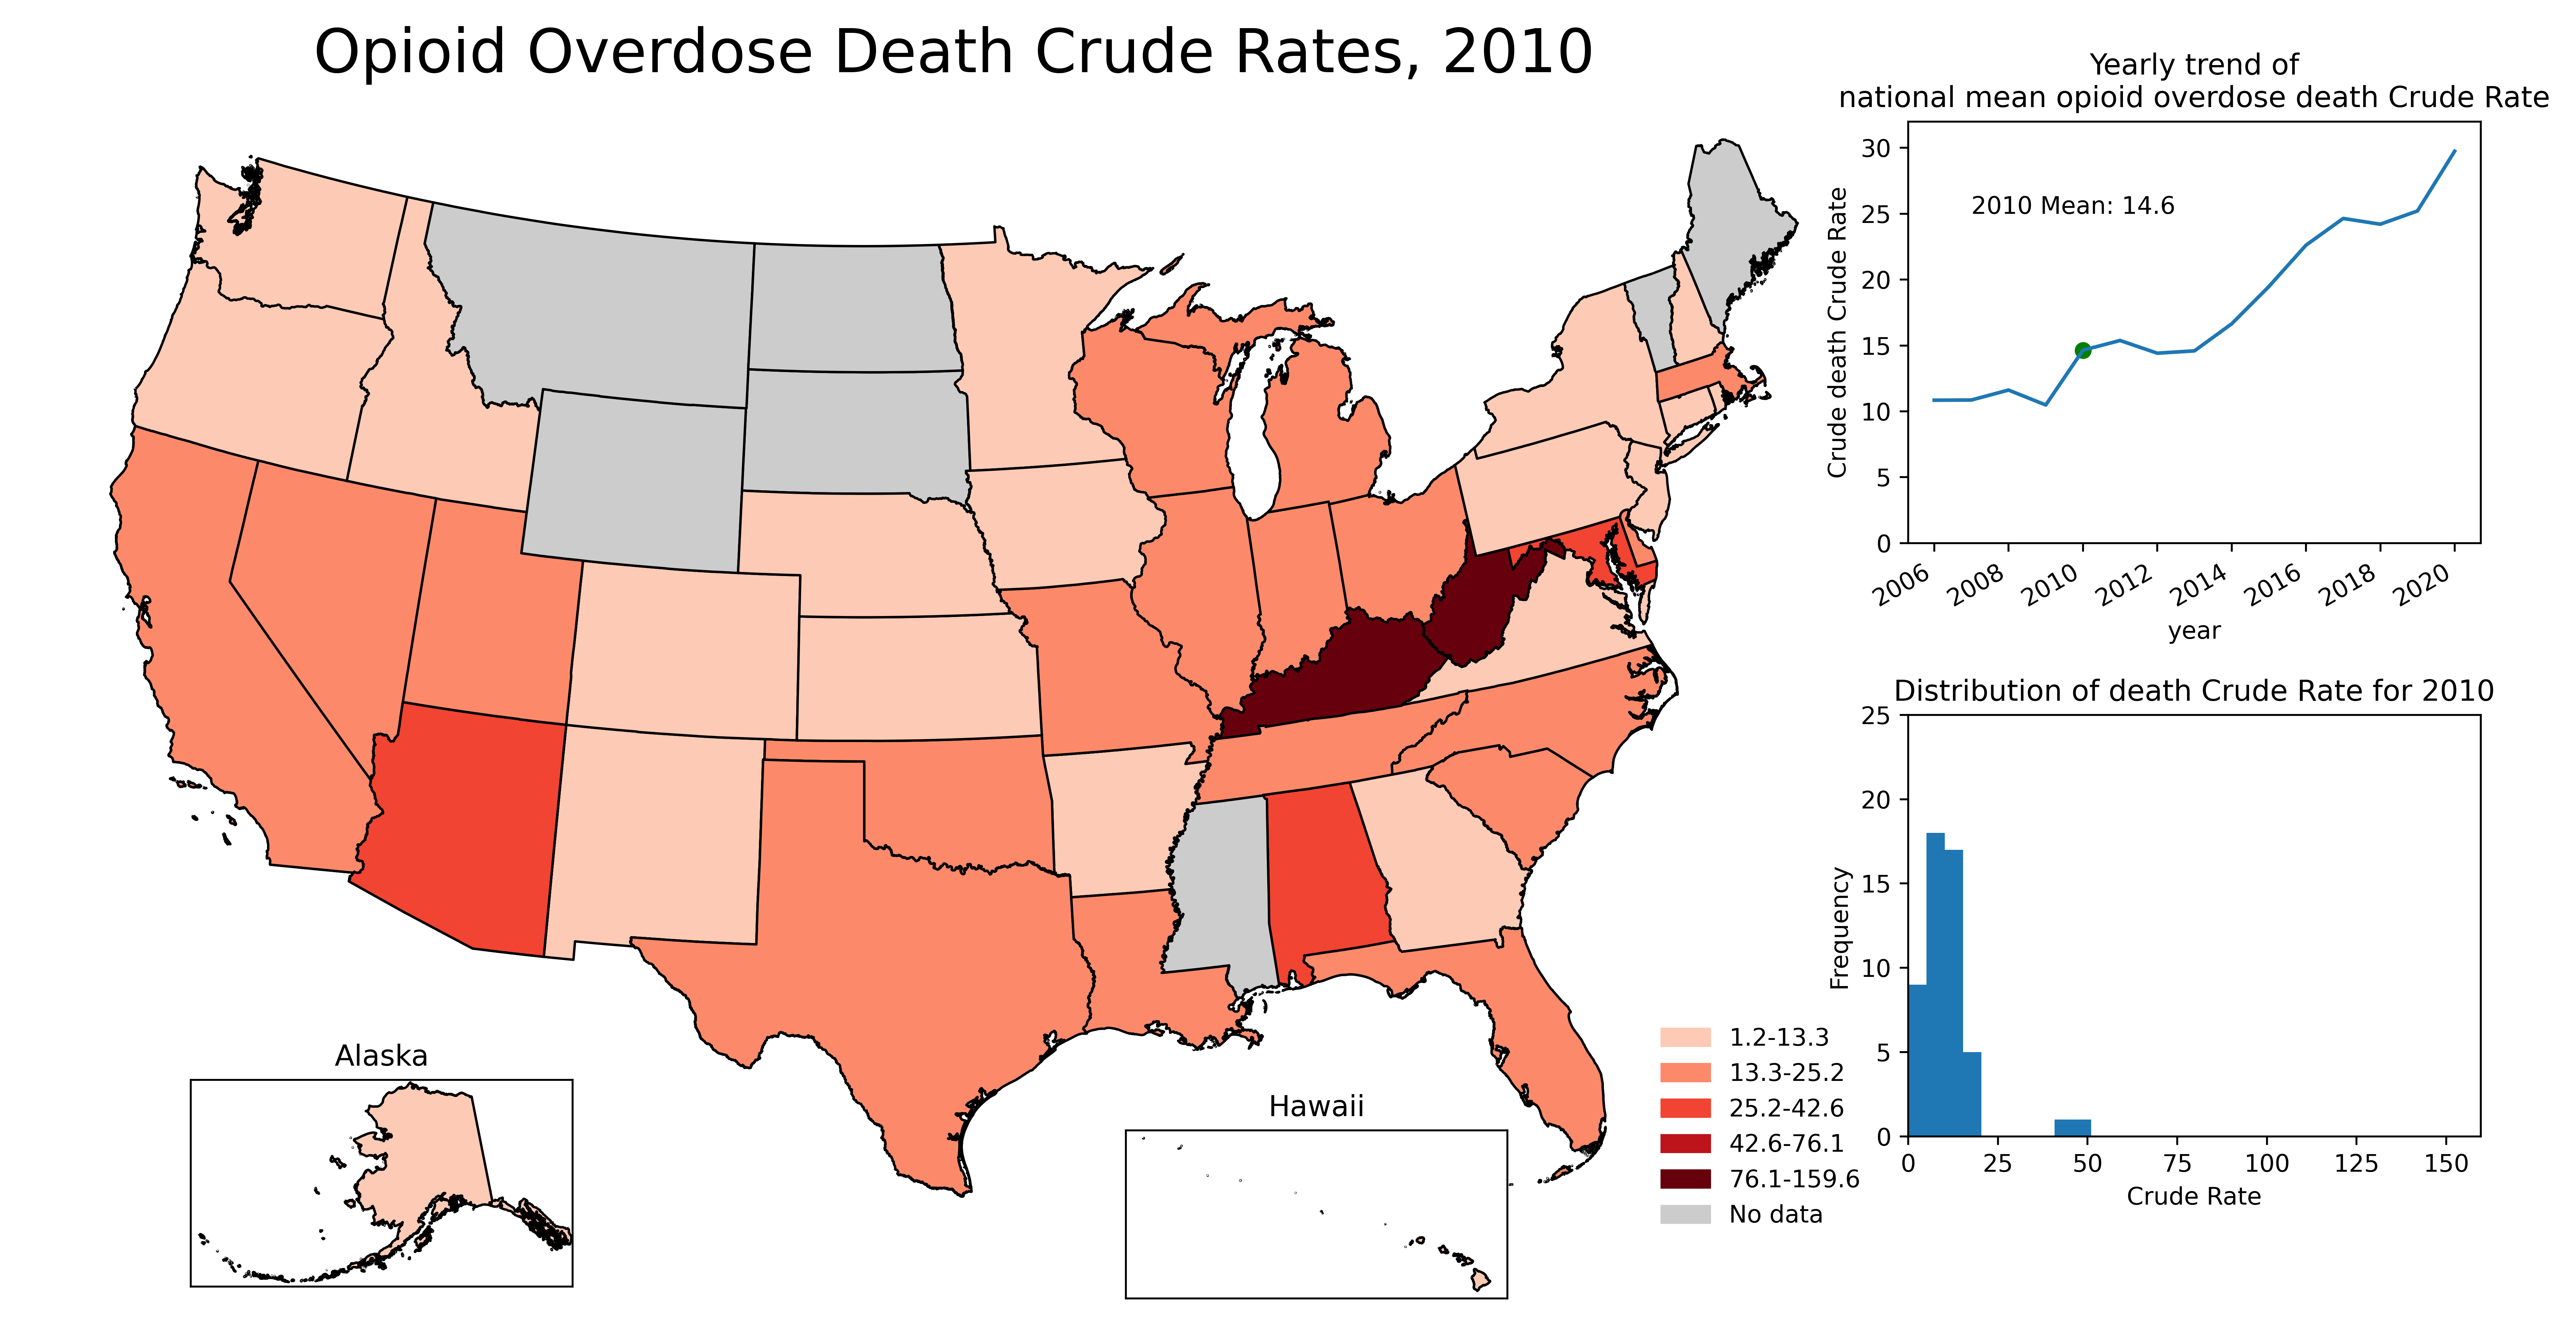 Opioid Overdose Death Crude Rates, 2010
Yearly trend of
national mean opioid overdose death Crude Rate
30
25
20
15
10
5
0
Crude death Crude Rate
2010 Mean: 14.6
2006
2008
2010
2012
2014
2016
2018
2020
year
Distribution of death Crude Rate for 2010
25
20
15
10
5
0
Frequency
0
25
50
75
100
125
150
Crude Rate
Alaska
Hawaii
1.2-13.3
13.3-25.2
25.2-42.6
42.6-76.1
76.1-159.6
No data